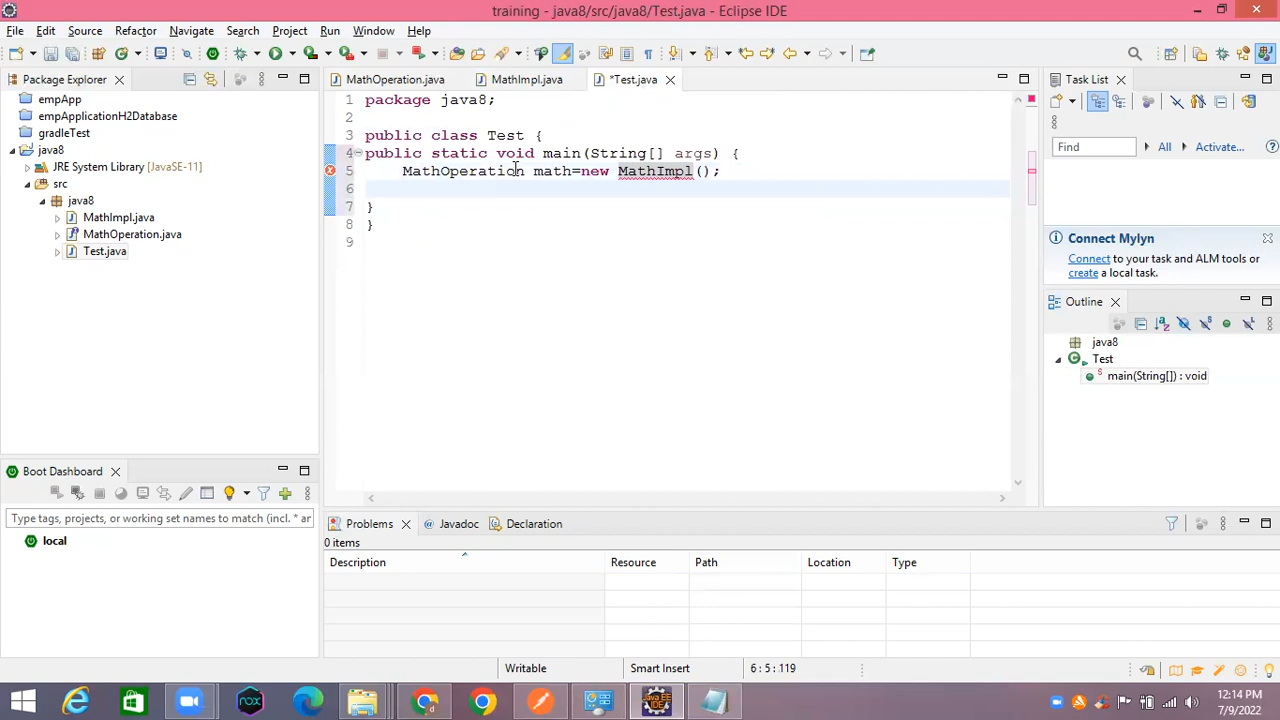 training - java8/src/java8/Test.java - Eclipse IDE
File Edit Source Refactor Navigate Search Project Run Window Help
Package Explorer
MathOperation.java MathImpl.java *Test.java
Task List
empApp
empApplicationH2Database
gradleTest
java8
JRE System Library [JavaSE-11]
src
java8
MathImpl.java
MathOperation.java
Test.java
1 package java8;
2
3 public class Test {
4 public static void main(String[] args) {
5 MathOperation math=new MathImpl();
6
7 }
8 }
9
Find All Activate...
Connect Mylyn
Connect to your task and ALM tools or
create a local task.
Outline
java8
Test
main(String[]) : void
Boot Dashboard
Type tags, projects, or working set names to match (incl. * ar
local
Problems Javadoc Declaration
0 items
Description Resource Path Location Type
Writable Smart Insert 6 : 5 : 119
nox
Java EE
IDE
12:14 PM
7/9/2022